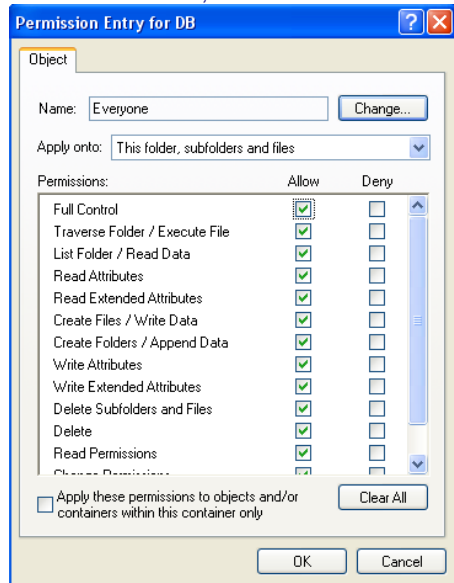 Permission Entry for DB
Object
Name: Everyone Change...
Apply onto: This folder, subfolders and files
Permissions: Allow Deny
Full Control
Traverse Folder / Execute File
List Folder / Read Data
Read Attributes
Read Extended Attributes
Create Files / Write Data
Create Folders / Append Data
Write Attributes
Write Extended Attributes
Delete Subfolders and Files
Delete
Read Permissions
Change Permissions
Apply these permissions to objects and/or
containers within this container only
Clear All
OK Cancel